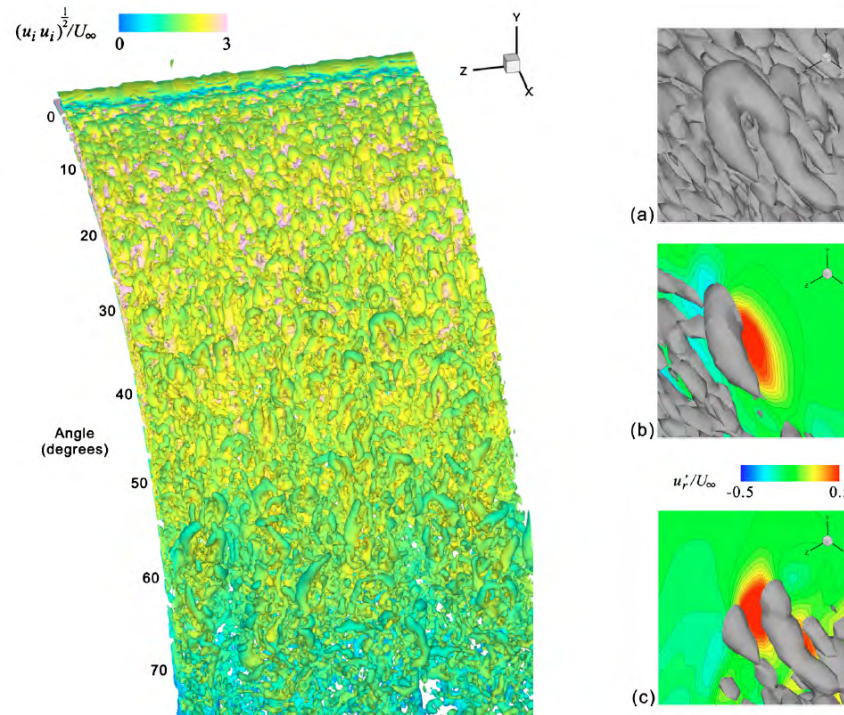 (u_i u_i)^{1/2}/U_∞ 0 3
Y
Z
X
0
10
20
30
40
Angle
(degrees)
50
60
70
(a)
(b)
u_r^*/U_∞ -0.5
(c)